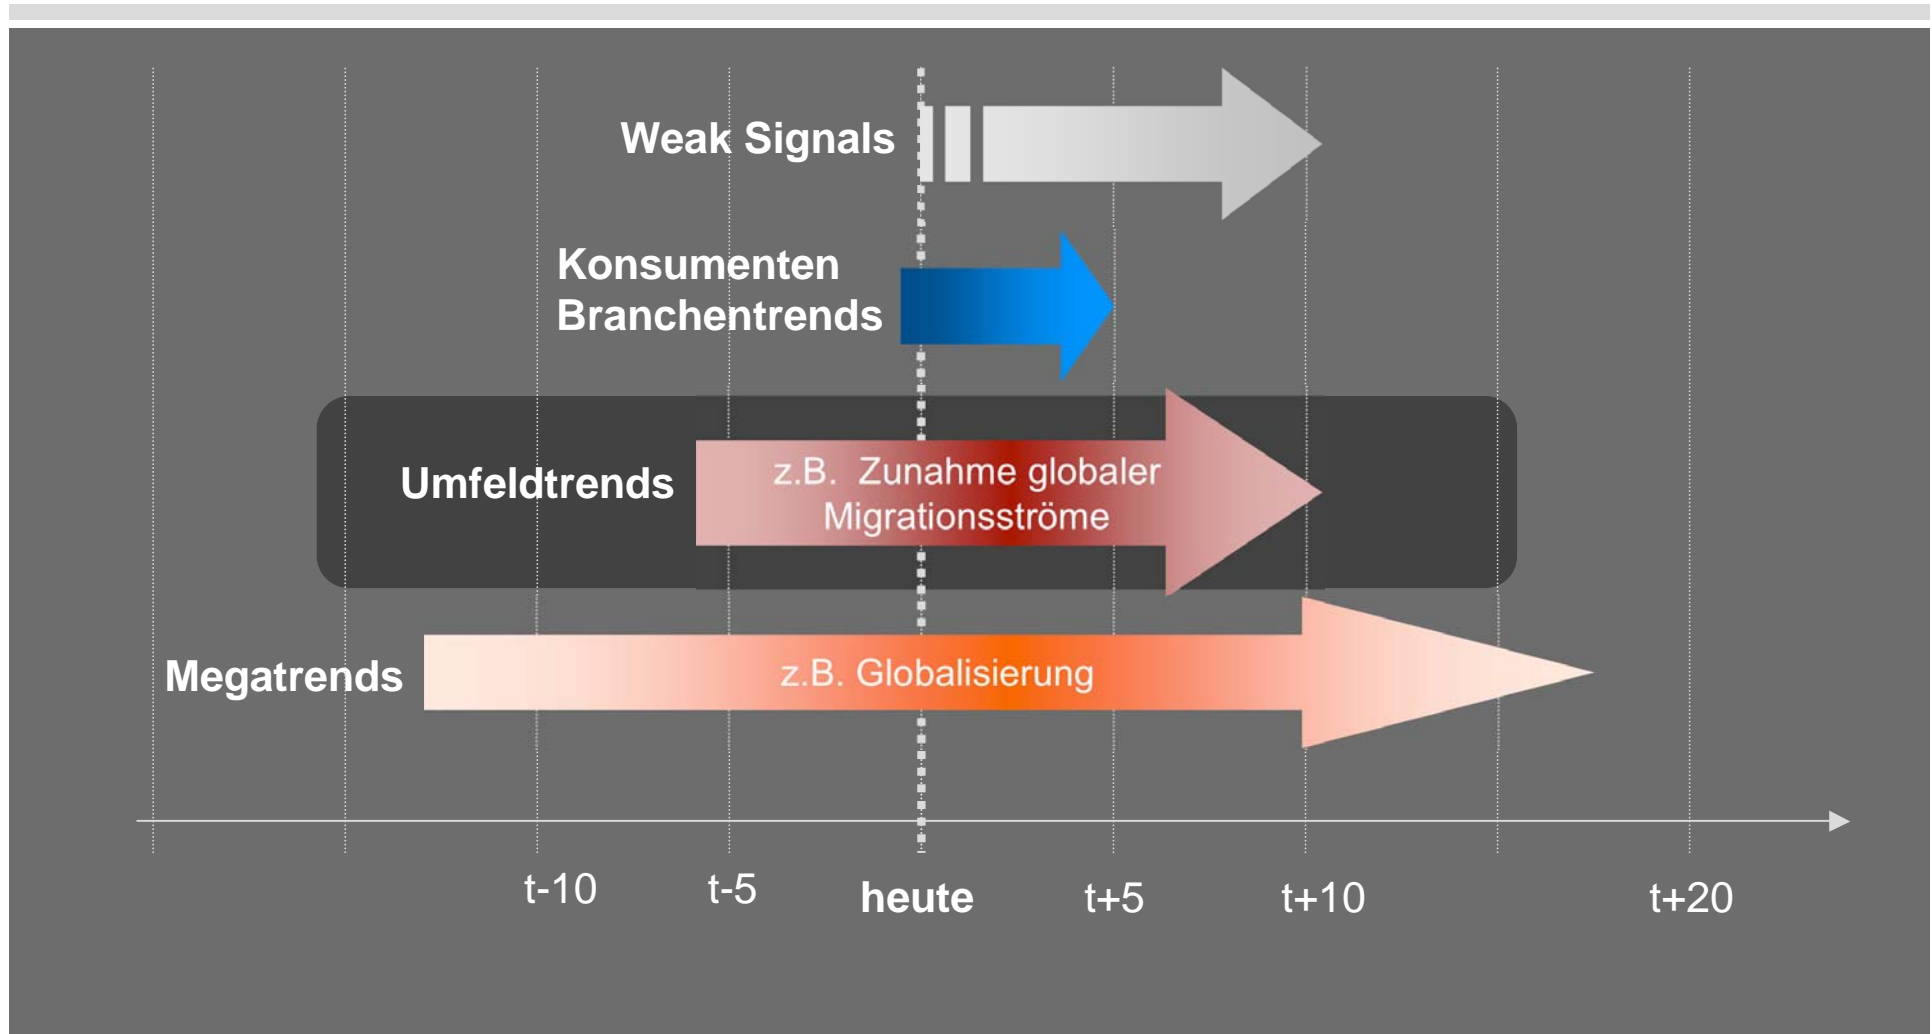 Weak Signals
Konsumenten
Branchentrends
Umfeldtrends
z.B. Zunahme globaler
Migrationsströme
Megatrends
z.B. Globalisierung
t-10
t-5
heute
t+5
t+10
t+20